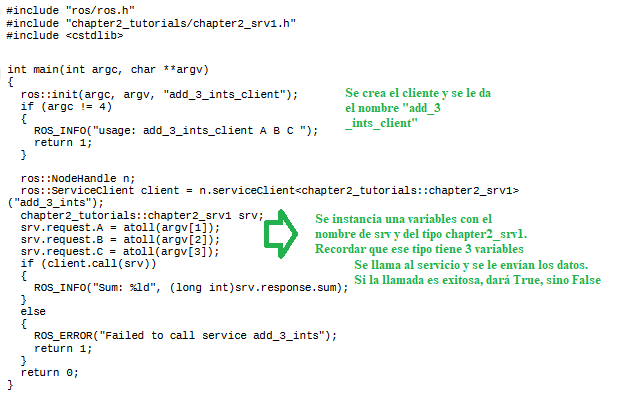 #include "ros/ros.h"
#include "chapter2_tutorials/chapter2_srv1.h"
#include <cstdlib>
int main(int argc, char **argv)
{
ros::init(argc, argv, "add_3_ints_client");
if (argc != 4)
{
ROS_INFO("usage: add_3_ints_client A B C ");
return 1;
}
Se crea el cliente y se le da
el nombre "add_3
_ints_client"
ros::NodeHandle n;
ros::ServiceClient client = n.serviceClient<chapter2_tutorials::chapter2_srv1>
("add_3_ints");
chapter2_tutorials::chapter2_srv1 srv;
srv.request.A = atoll(argv[1]);
srv.request.B = atoll(argv[2]);
srv.request.C = atoll(argv[3]);
Se instancia una variables con el
nombre de srv y del tipo chapter2_srv1.
Recordar que ese tipo tiene 3 variables
if (client.call(srv))
{
ROS_INFO("Sum: %ld", (long int)srv.response.sum);
}
Se llama al servicio y se le envían los datos.
Si la llamada es exitosa, dará True, sino False
else
{
ROS_ERROR("Failed to call service add_3_ints");
return 1;
}
return 0;
}